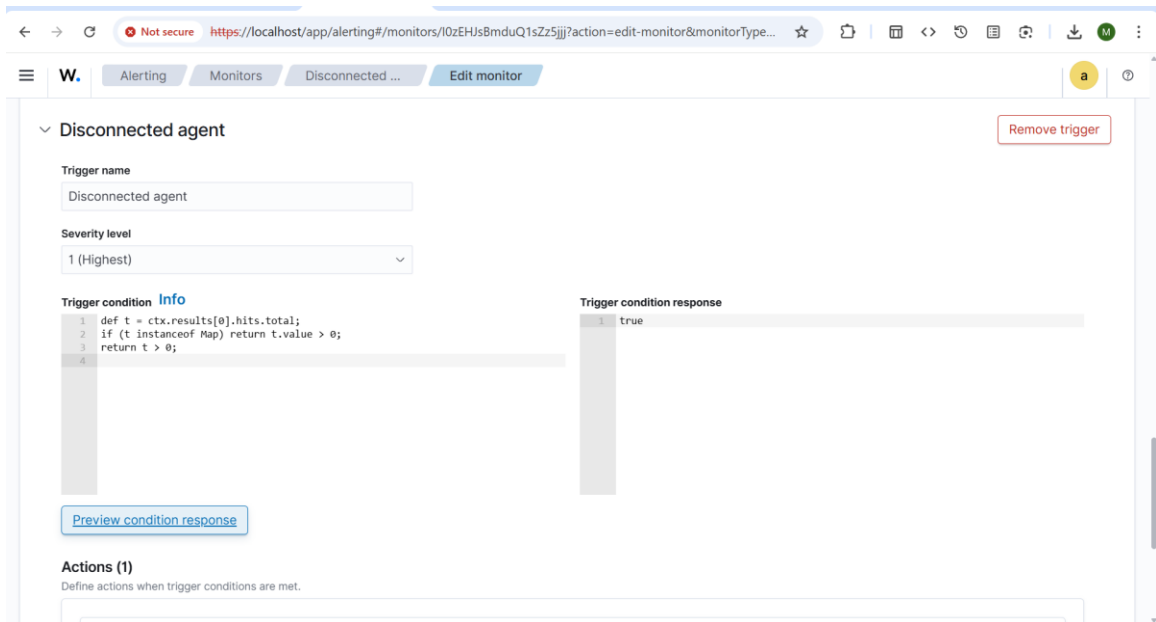 Not secure https://localhost/app/alerting#/monitors/I0zEHJsBmduQ1sZz5jjj?action=edit-monitor&monitorType...
M
W. Alerting Monitors Disconnected ... Edit monitor a
Disconnected agent Remove trigger
Trigger name
Disconnected agent
Severity level
1 (Highest)
Trigger condition Info Trigger condition response
1 def t = ctx.results[0].hits.total; 1 true
2 if (t instanceof Map) return t.value > 0;
3 return t > 0;
4
Preview condition response
Actions (1)
Define actions when trigger conditions are met.